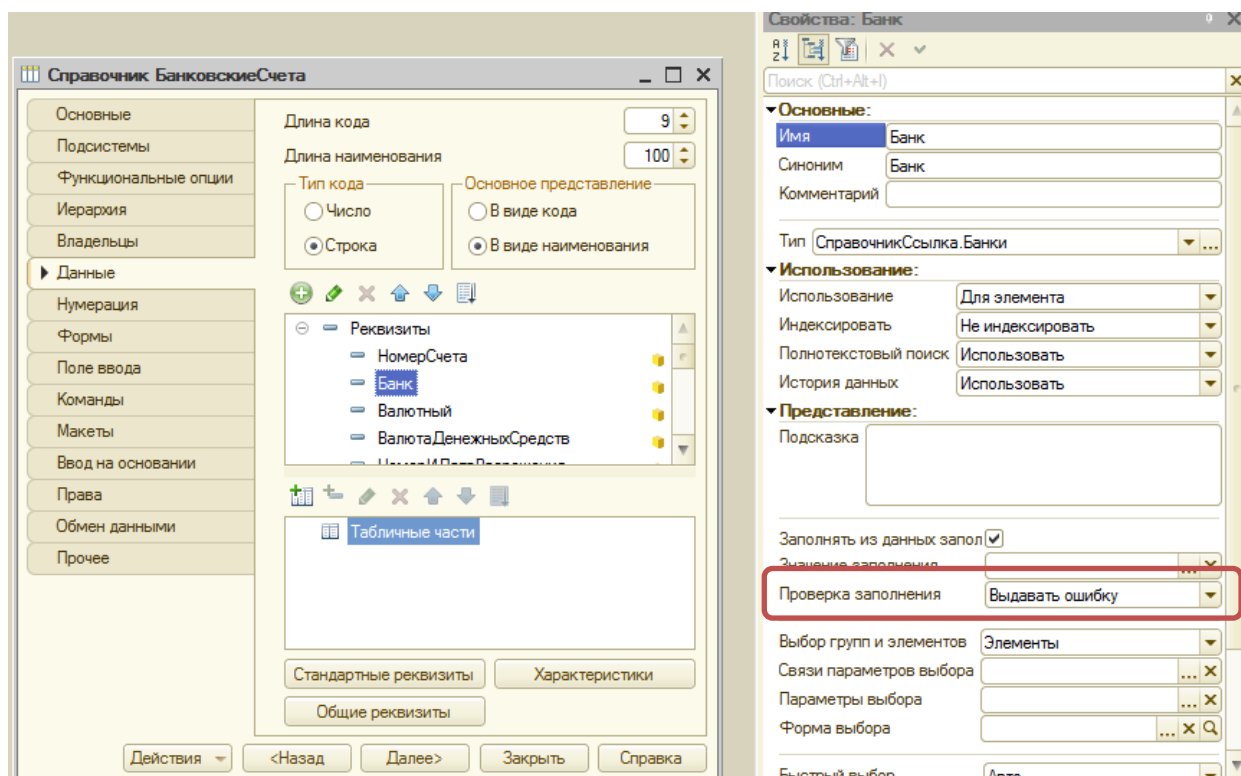 Свойства: Банк
Поиск (Ctrl+Alt+I)
Справочник БанковскиеСчета
Основные
Подсистемы
Функциональные опции
Иерархия
Владельцы
Данные
Нумерация
Формы
Поле ввода
Команды
Макеты
Ввод на основании
Права
Обмен данными
Прочее
Длина кода 9
Длина наименования 100
Тип кода
Число
Строка
Основное представление
В виде кода
В виде наименования
Реквизиты
НомерСчета
Банк
Валютный
ВалютаДенежныхСредств
Табличные части
Стандартные реквизиты Характеристики
Общие реквизиты
Действия <Назад Далее> Закрыть Справка
Основные:
Имя Банк
Синоним Банк
Комментарий
Тип СправочникСсылка.Банки
Использование:
Использование Для элемента
Индексировать Не индексировать
Полнотекстовый поиск Использовать
История данных Использовать
Представление:
Подсказка
Заполнять из данных запол
Значение заполнения
Проверка заполнения Выдавать ошибку
Выбор групп и элементов Элементы
Связи параметров выбора
Параметры выбора
Форма выбора
Быстрый выбор Авто